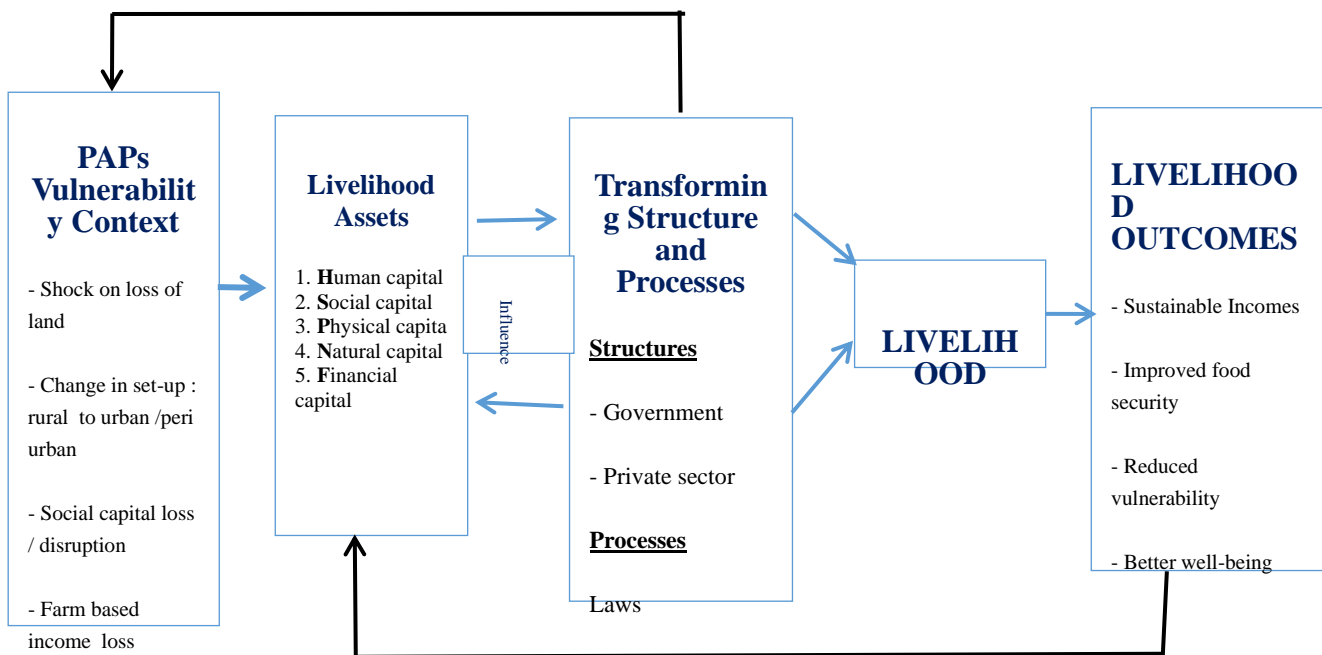 PAPs
Vulnerabilit
y Context
- Shock on loss of
land
- Change in set-up :
rural to urban /peri
urban
- Social capital loss
/ disruption
- Farm based
income loss
Livelihood
Assets
1. Human capital
2. Social capital
3. Physical capita
4. Natural capital
5. Financial
capital
Influence
Transformin
g Structure
and
Processes
Structures
- Government
- Private sector
Processes
Laws
LIVELIH
OOD
LIVELIHOO
D
OUTCOMES
- Sustainable Incomes
- Improved food
security
- Reduced
vulnerability
- Better well-being